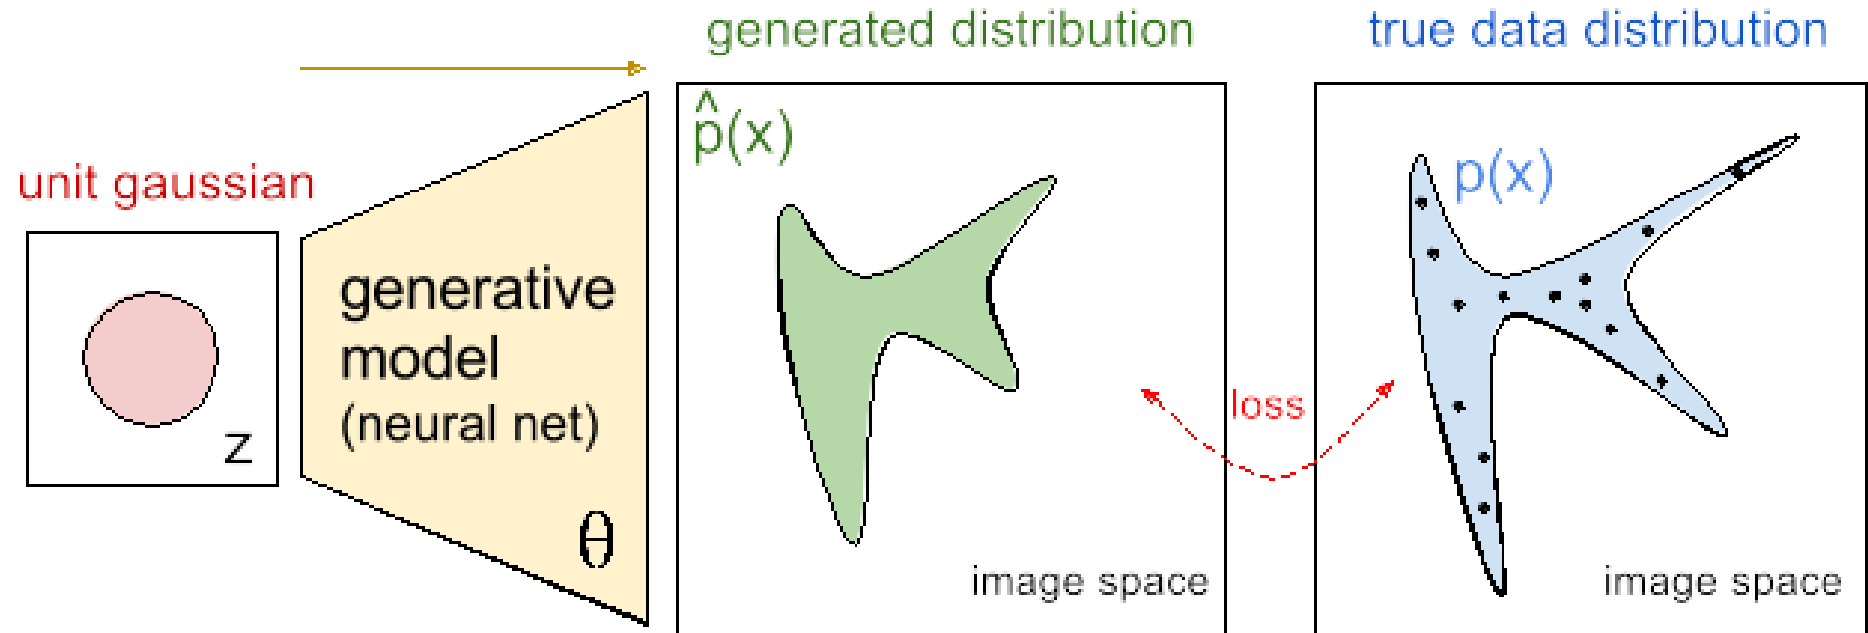 generated distribution
true data distribution
unit gaussian
p̂(x)
p(x)
generative
model
(neural net)
z
θ
loss
image space
image space